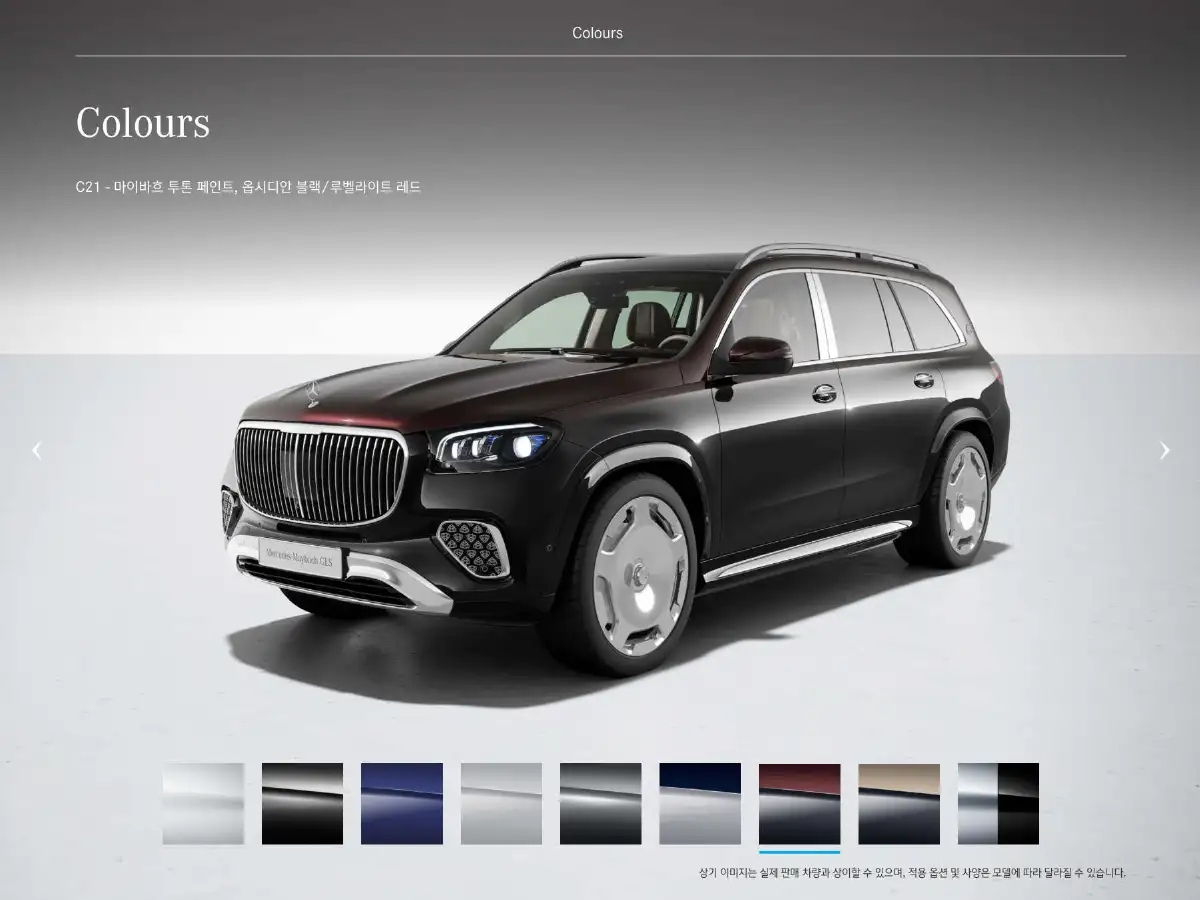 Colours
Colours
C21 - 마이바흐 투톤 페인트, 옵시디안 블랙/루벨라이트 레드
Mercedes-Maybach GLS
상기 이미지는 실제 판매 차량과 상이할 수 있으며, 적용 옵션 및 사양은 모델에 따라 달라질 수 있습니다.